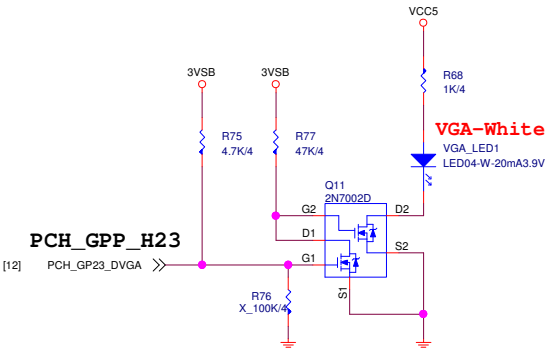 VCC5
R68
1K/4
3VSB
3VSB
VGA-White
R75
4.7K/4
R77
47K/4
VGA_LED1
LED04-W-20mA3.9V
Q11
2N7002D
G2
D2
D1
S2
G1
S1
PCH_GPP_H23
[12]
PCH_GP23_DVGA
R76
X_100K/4